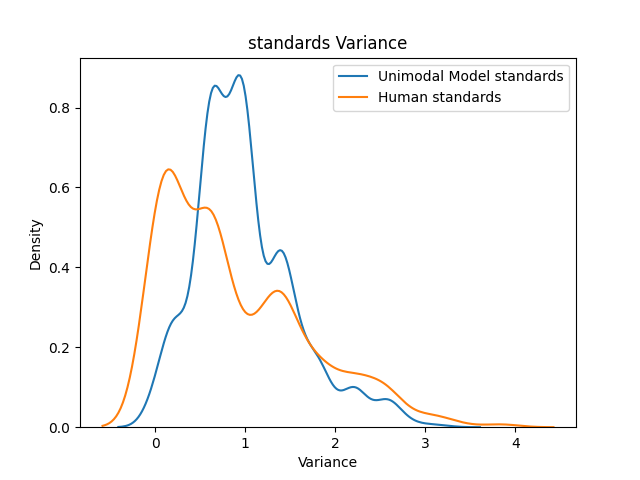 standards Variance
Unimodal Model standards
Human standards
Density
0.8
0.6
0.4
0.2
0.0
0 1 2 3 4
Variance